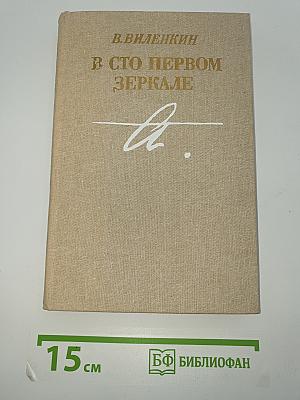 В. ВИЛЕНКИН
В СТО ПЕРВОМ
ЗЕРКАЛЕ
а.
15 см
БФ БИБЛИОФАН